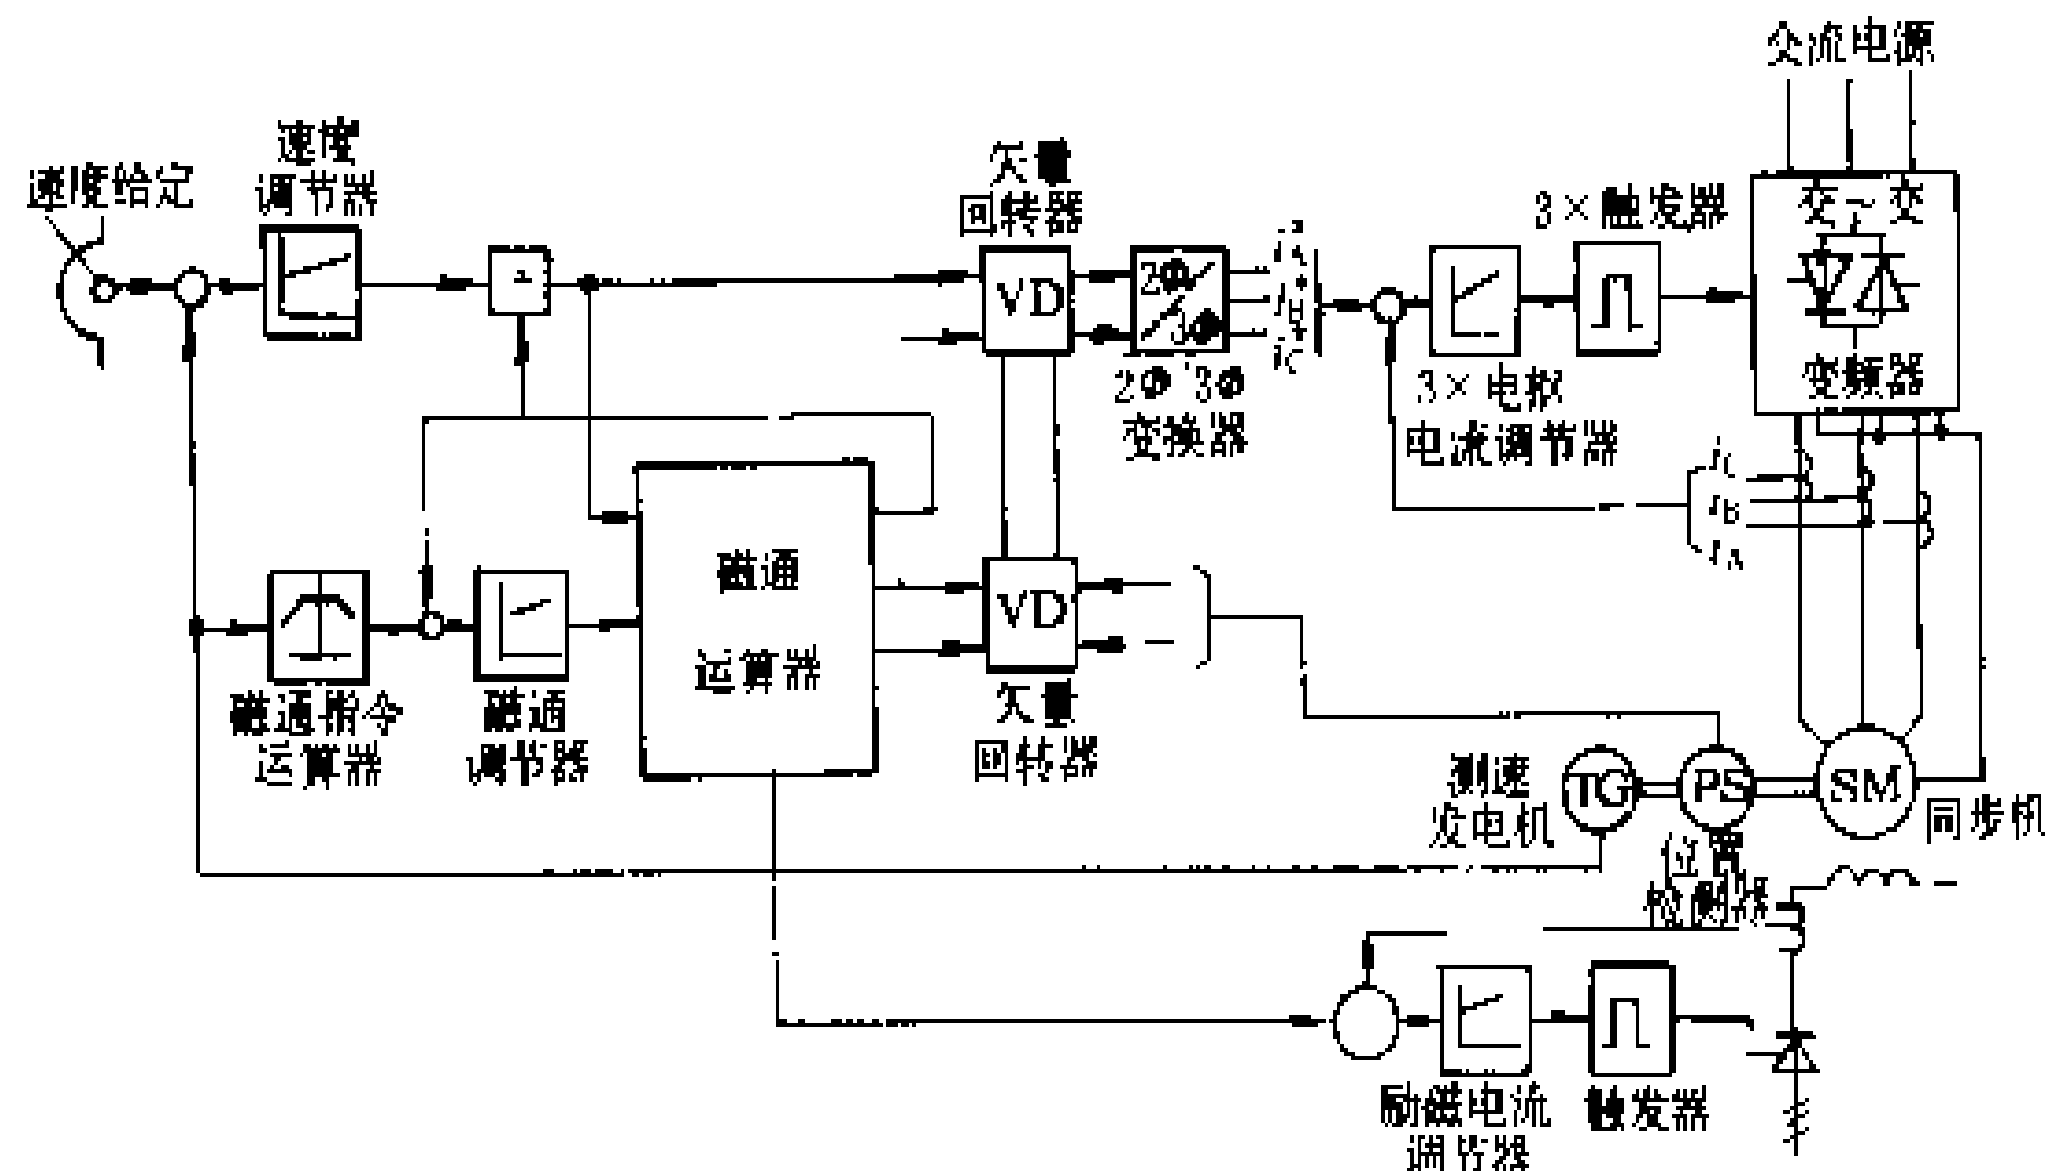 交流电源
速度给定
速度
调节器
矢量
回转器
3×触发器
变~变
变频器
VD
2Φ/3Φ
2Φ/3Φ
变换器
3×电枢
电流调节器
iC
iB
iA
磁通
运算器
VD
矢量
回转器
磁通指令
运算器
磁通
调节器
测速
发电机
TG
PS
SM
同步机
位置
检测器
励磁电流
调节器
触发器